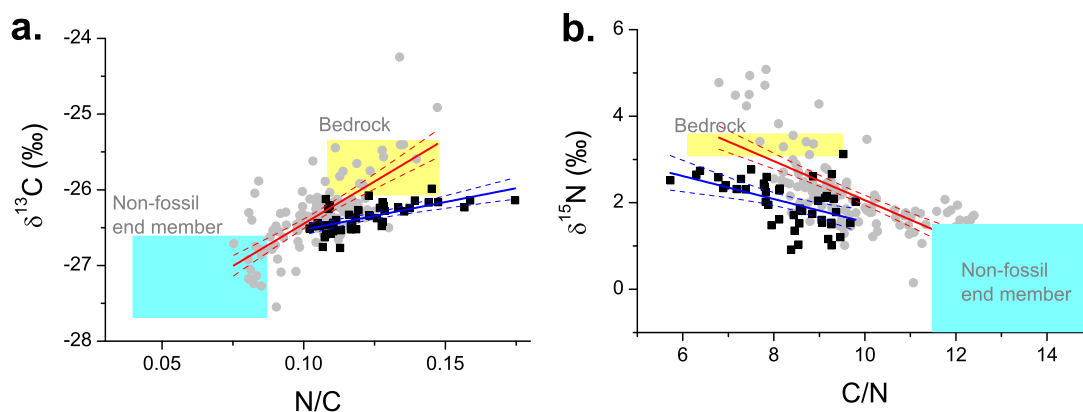 a.
δ¹³C (‰)
-24
-25
-26
-27
-28
Bedrock
Non-fossil
end member
0.05
0.10
0.15
N/C
b.
δ¹⁵N (‰)
6
4
2
0
Bedrock
Non-fossil
end member
6
8
10
12
14
C/N